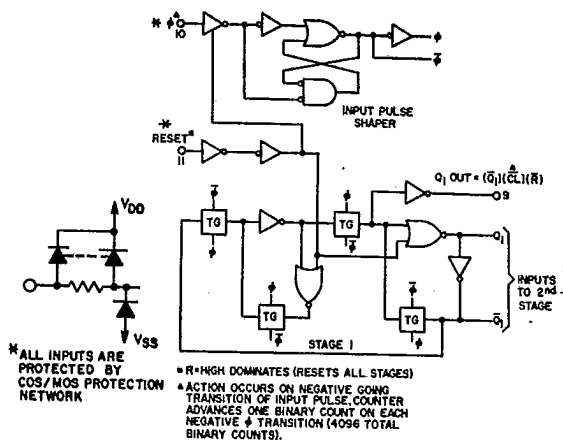 * φ▲
10
φ
φ̅
INPUT PULSE
SHAPER
*
RESET■
11
Q1 OUT = (Q̅1)(C̅L̅)(R̅)
9
φ̅
TG
φ
φ
TG
φ̅
Q1
φ
TG
φ̅
φ̅
TG
φ
Q̅1
INPUTS
TO 2nd
STAGE
STAGE 1
VDD
VSS
*ALL INPUTS ARE
PROTECTED BY
COS/MOS PROTECTION
NETWORK
■ R=HIGH DOMINATES (RESETS ALL STAGES)
▲ ACTION OCCURS ON NEGATIVE GOING
TRANSITION OF INPUT PULSE, COUNTER
ADVANCES ONE BINARY COUNT ON EACH
NEGATIVE φ TRANSITION (4096 TOTAL
BINARY COUNTS).